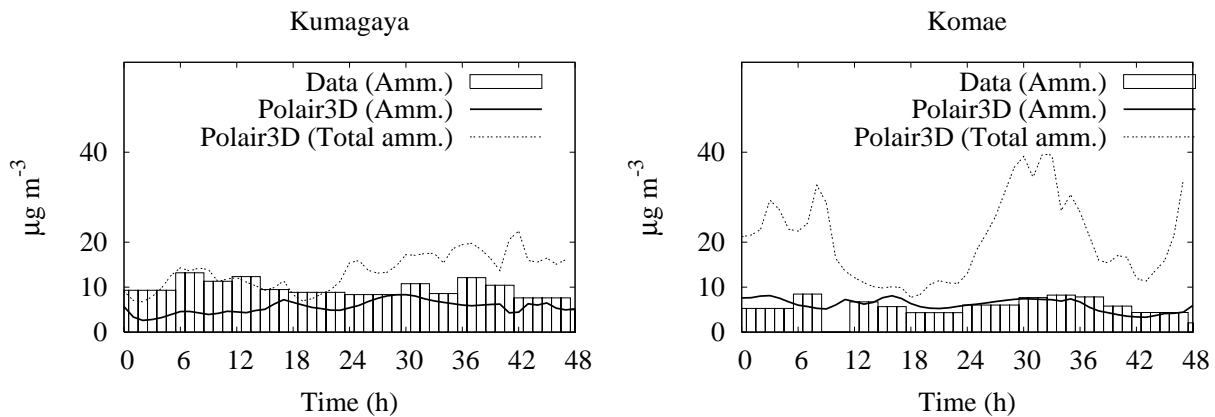 Kumagaya
Data (Amm.)
Polair3D (Amm.)
Polair3D (Total amm.)
µg m⁻³
40
20
10
0
0 6 12 18 24 30 36 42 48
Time (h)
Komae
Data (Amm.)
Polair3D (Amm.)
Polair3D (Total amm.)
µg m⁻³
40
20
10
0
0 6 12 18 24 30 36 42 48
Time (h)